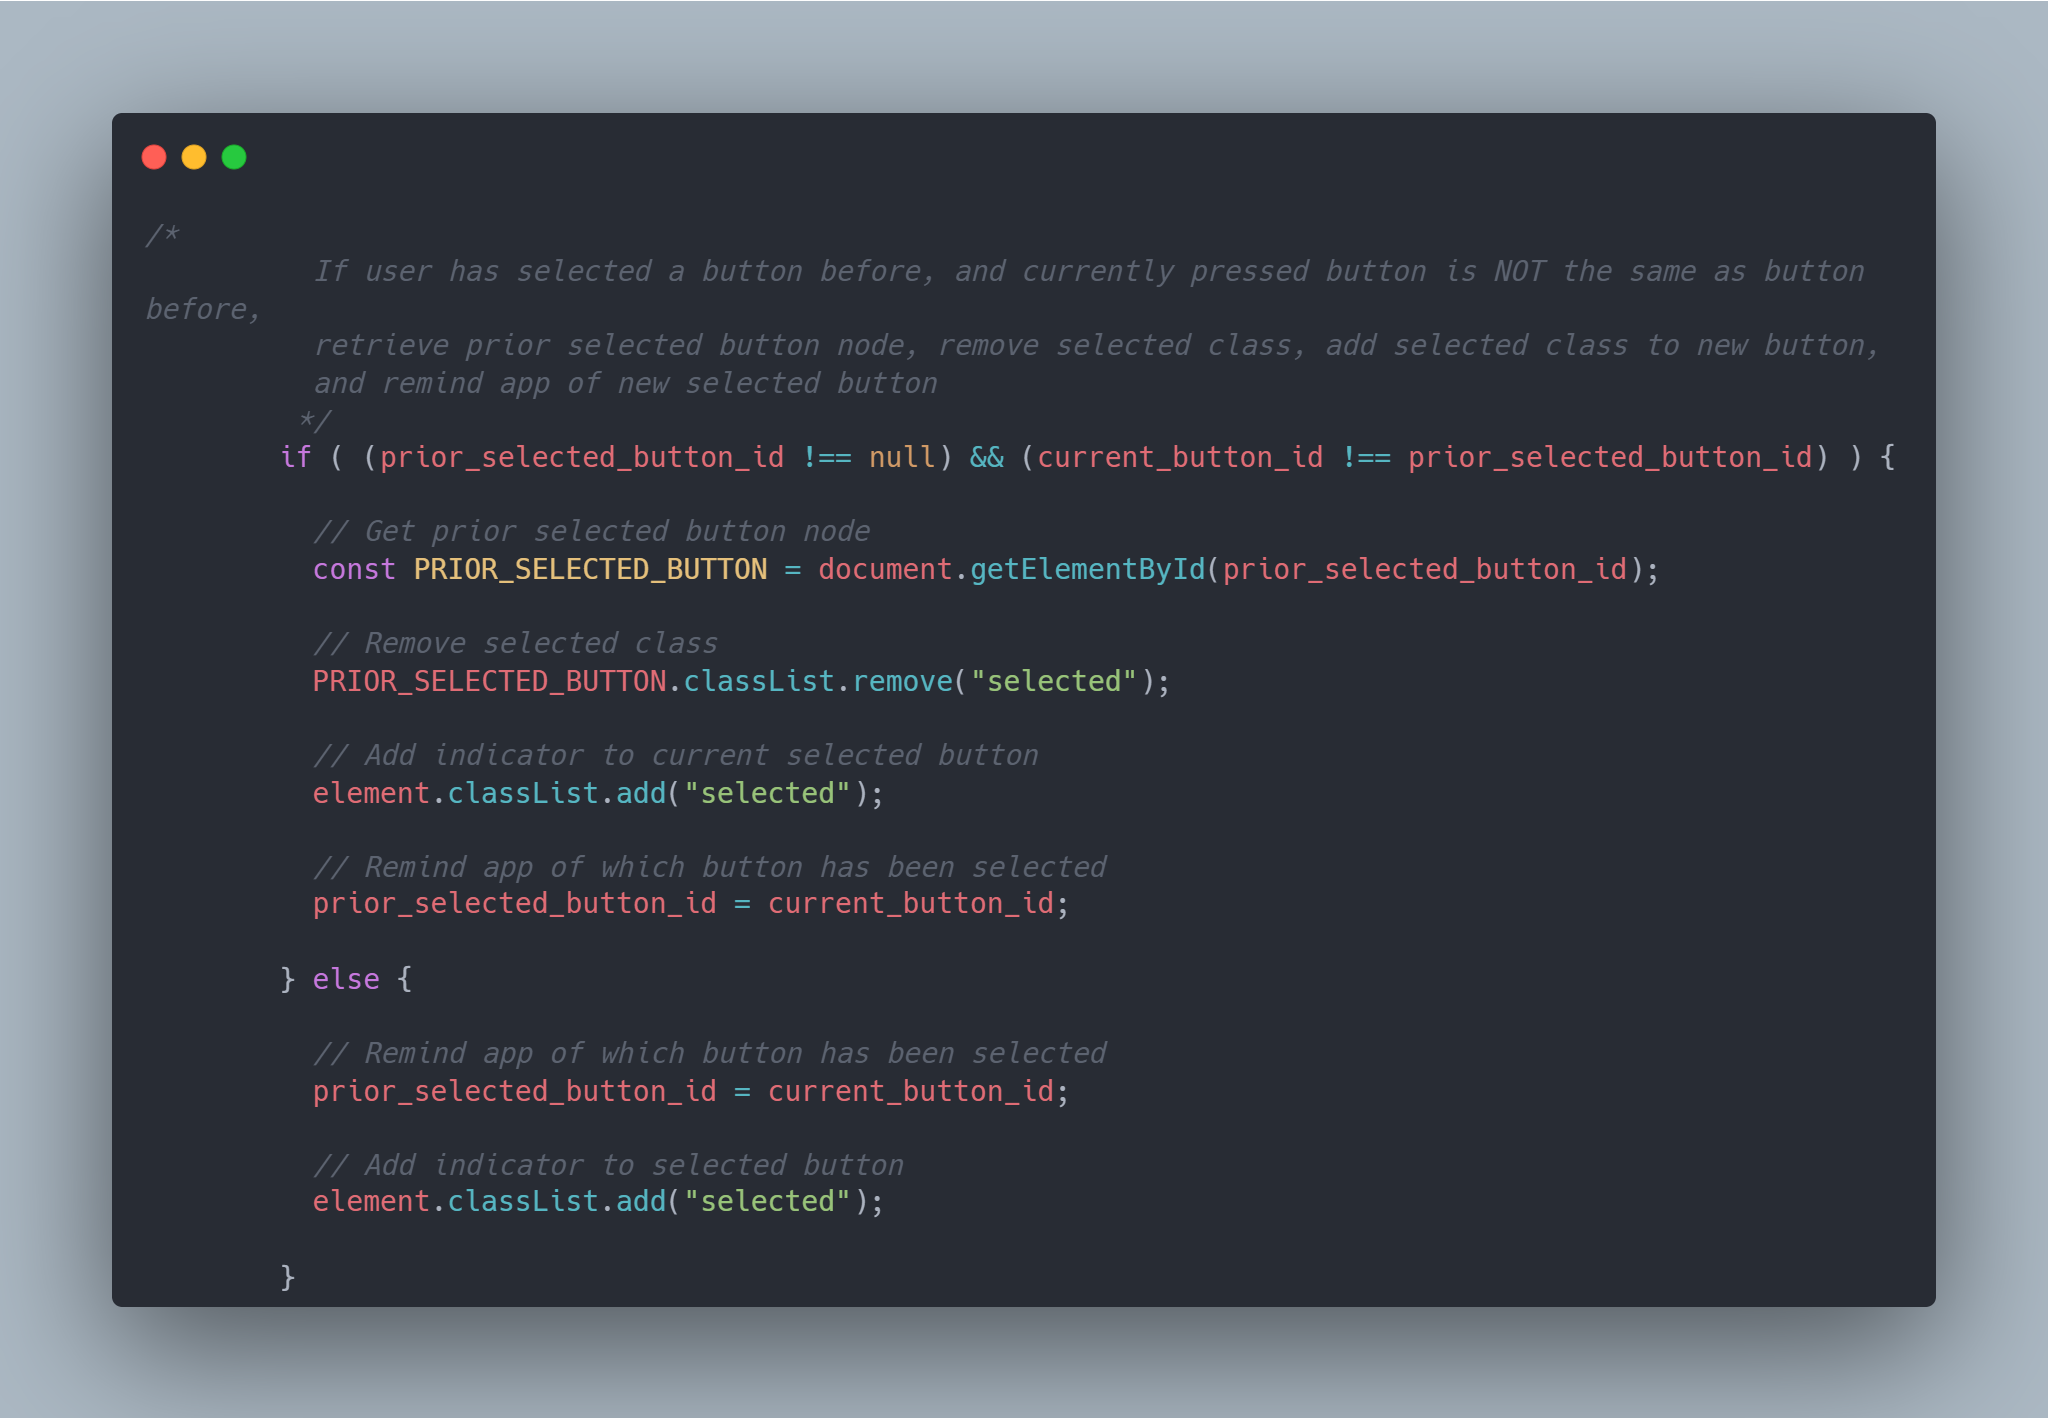 /*
If user has selected a button before, and currently pressed button is NOT the same as button
before,
retrieve prior selected button node, remove selected class, add selected class to new button,
and remind app of new selected button
*/
if ( (prior_selected_button_id !== null) && (current_button_id !== prior_selected_button_id) ) {
// Get prior selected button node
const PRIOR_SELECTED_BUTTON = document.getElementById(prior_selected_button_id);
// Remove selected class
PRIOR_SELECTED_BUTTON.classList.remove("selected");
// Add indicator to current selected button
element.classList.add("selected");
// Remind app of which button has been selected
prior_selected_button_id = current_button_id;
} else {
// Remind app of which button has been selected
prior_selected_button_id = current_button_id;
// Add indicator to selected button
element.classList.add("selected");
}